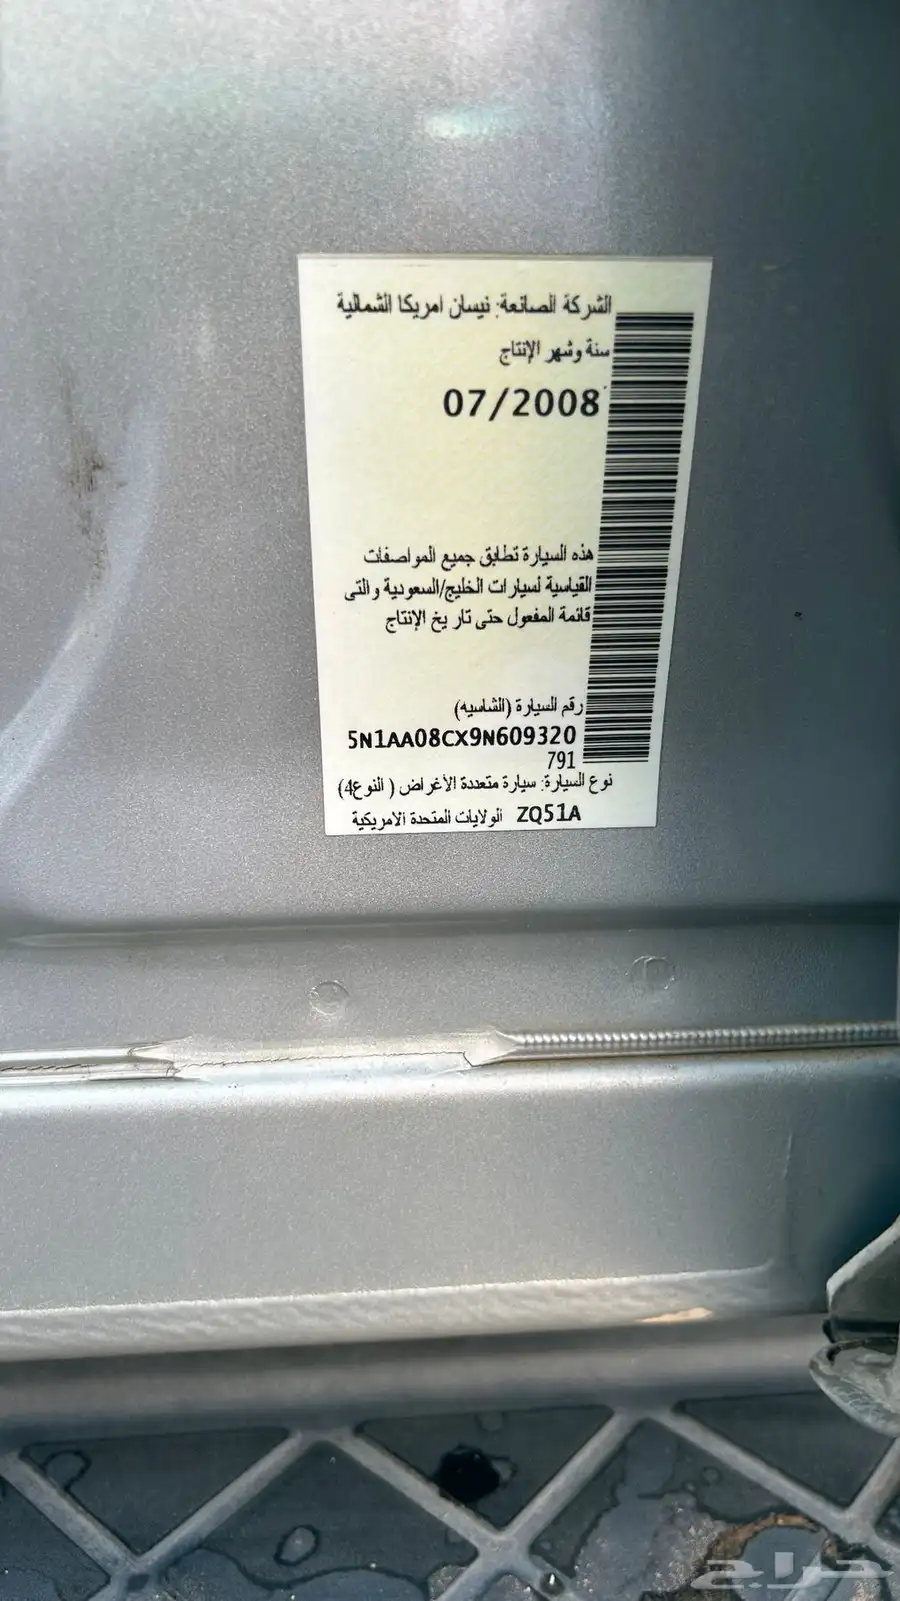 الشركة الصانعة: نيسان امريكا الشمالية
سنة وشهر الإنتاج
07/2008
هذه السيارة تطابق جميع المواصفات
القياسية لسيارات الخليج/السعودية والتى
قائمة المفعول حتى تاريخ الإنتاج
رقم السيارة (الشاسيه)
5N1AA08CX9N609320
791
نوع السيارة: سيارة متعددة الأغراض ( النوع4)
ZQ51A الولايات المتحدة الامريكية
حراج